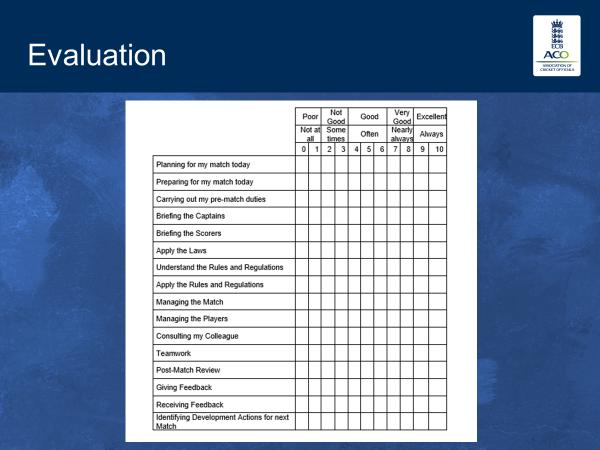 Evaluation
ECB
ACO
ASSOCIATION OF
CRICKET OFFICIALS
Poor Not Good Good Very Good Excellent
Not at all Some times Often Nearly always Always
0 1 2 3 4 5 6 7 8 9 10
Planning for my match today
Preparing for my match today
Carrying out my pre-match duties
Briefing the Captains
Briefing the Scorers
Apply the Laws
Understand the Rules and Regulations
Apply the Rules and Regulations
Managing the Match
Managing the Players
Consulting my Colleague
Teamwork
Post-Match Review
Giving Feedback
Receiving Feedback
Identifying Development Actions for next
Match